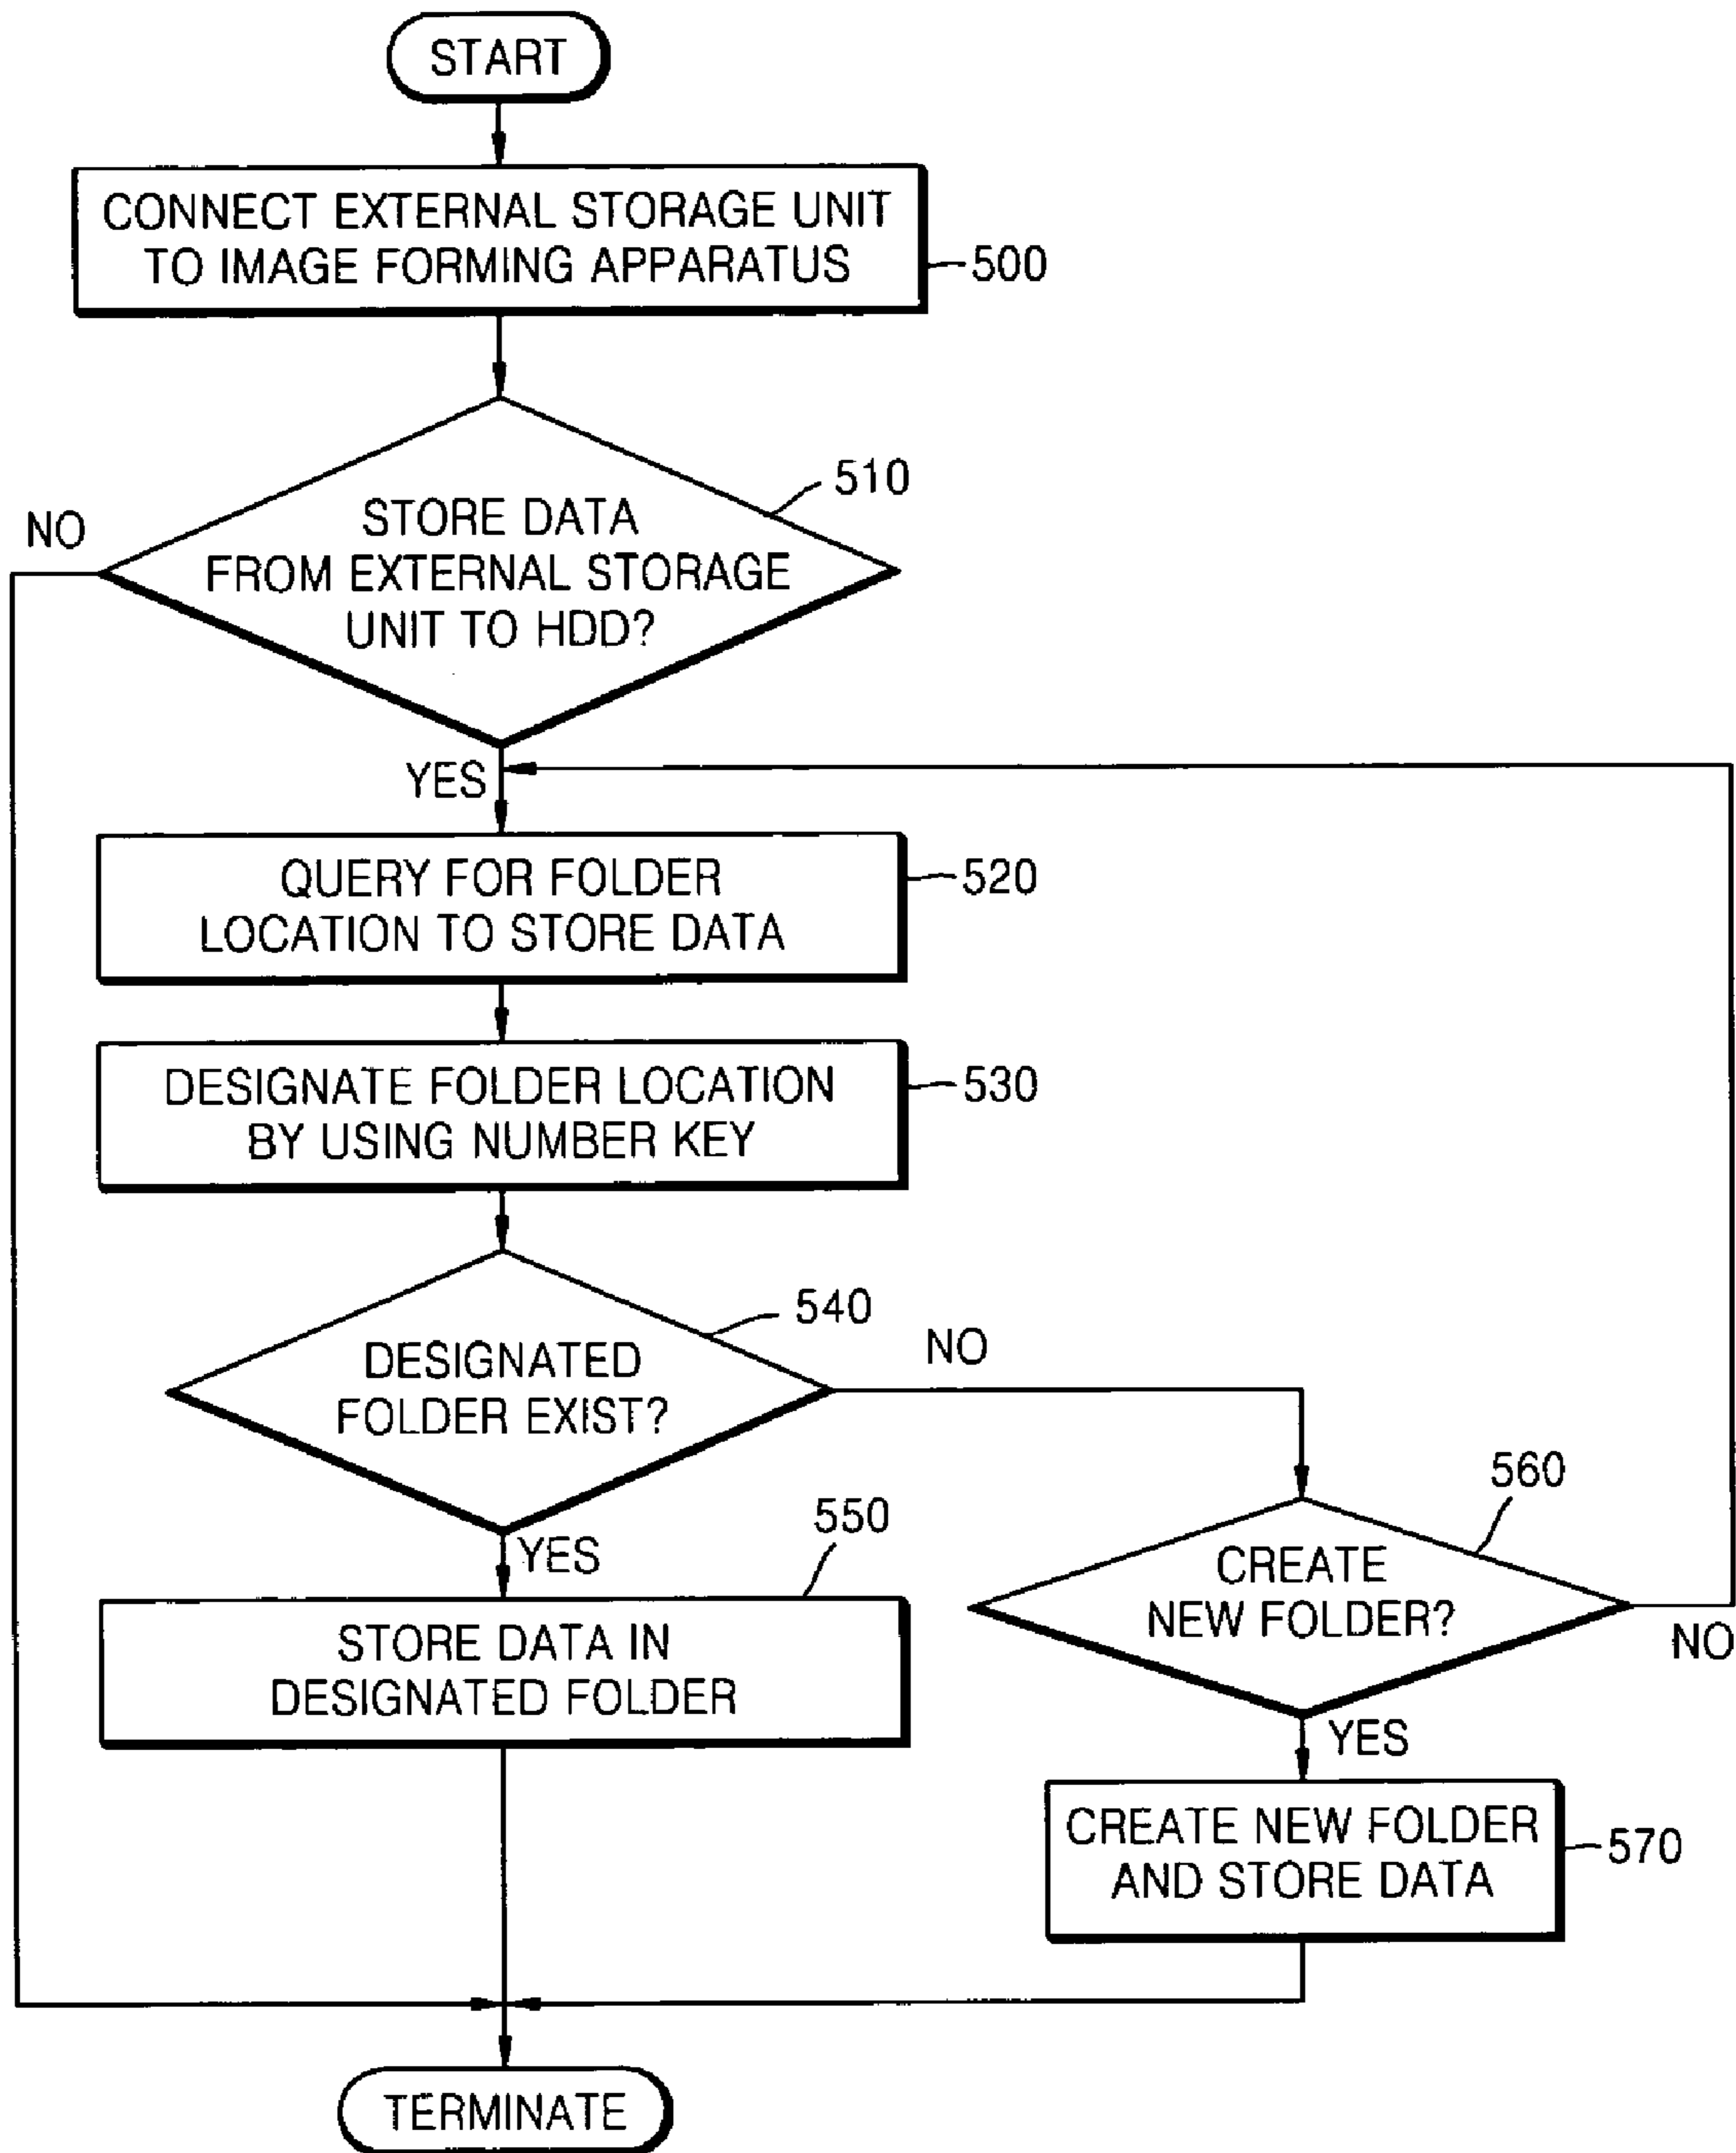 START
CONNECT EXTERNAL STORAGE UNIT
TO IMAGE FORMING APPARATUS
500
510
NO
STORE DATA
FROM EXTERNAL STORAGE
UNIT TO HDD?
YES
QUERY FOR FOLDER
LOCATION TO STORE DATA
520
DESIGNATE FOLDER LOCATION
BY USING NUMBER KEY
530
540
NO
DESIGNATED
FOLDER EXIST?
YES
550
STORE DATA IN
DESIGNATED FOLDER
560
CREATE
NEW FOLDER?
NO
YES
CREATE NEW FOLDER
AND STORE DATA
570
TERMINATE